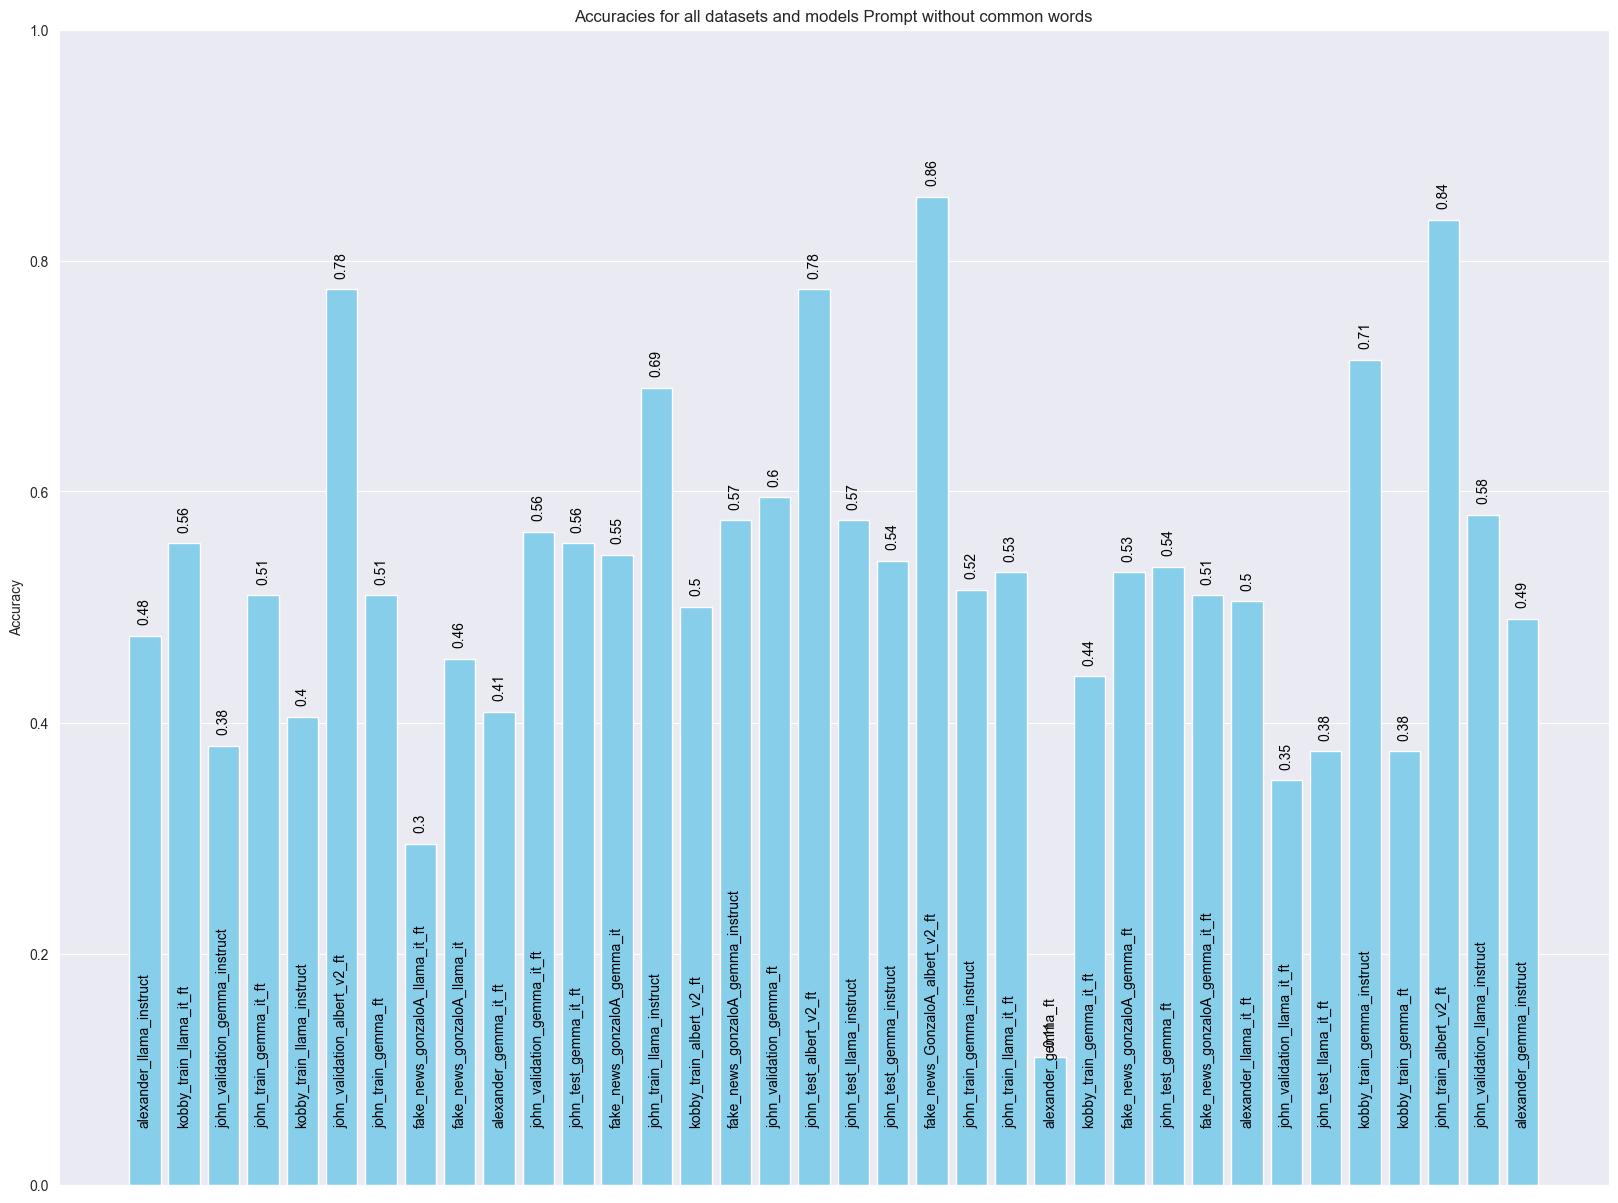 Accuracies for all datasets and models Prompt without common words
1.0
0.8
0.6
0.4
0.2
0.0
Accuracy
0.48
0.56
0.38
0.51
0.4
0.78
0.51
0.3
0.46
0.41
0.56
0.56
0.55
0.69
0.5
0.57
0.6
0.78
0.57
0.54
0.86
0.52
0.53
0.11
0.44
0.53
0.54
0.51
0.5
0.35
0.38
0.71
0.38
0.84
0.58
0.49
alexander_llama_instruct
kobby_train_llama_it_ft
john_validation_gemma_instruct
john_train_gemma_it_ft
kobby_train_llama_instruct
john_validation_albert_v2_ft
john_train_gemma_ft
fake_news_gonzaloA_llama_it_ft
fake_news_gonzaloA_llama_it
alexander_gemma_it_ft
john_validation_gemma_it_ft
john_test_gemma_it_ft
fake_news_gonzaloA_gemma_it
john_train_llama_instruct
kobby_train_albert_v2_ft
fake_news_gonzaloA_gemma_instruct
john_validation_gemma_ft
john_test_albert_v2_ft
john_test_llama_instruct
john_test_gemma_instruct
fake_news_GonzaloA_albert_v2_ft
john_train_gemma_instruct
john_train_llama_it_ft
alexander_gemma_ft
kobby_train_gemma_it_ft
fake_news_gonzaloA_gemma_ft
john_test_gemma_ft
fake_news_gonzaloA_gemma_it_ft
alexander_llama_it_ft
john_validation_llama_it_ft
john_test_llama_it_ft
kobby_train_gemma_instruct
kobby_train_gemma_ft
john_train_albert_v2_ft
john_validation_llama_instruct
alexander_gemma_instruct